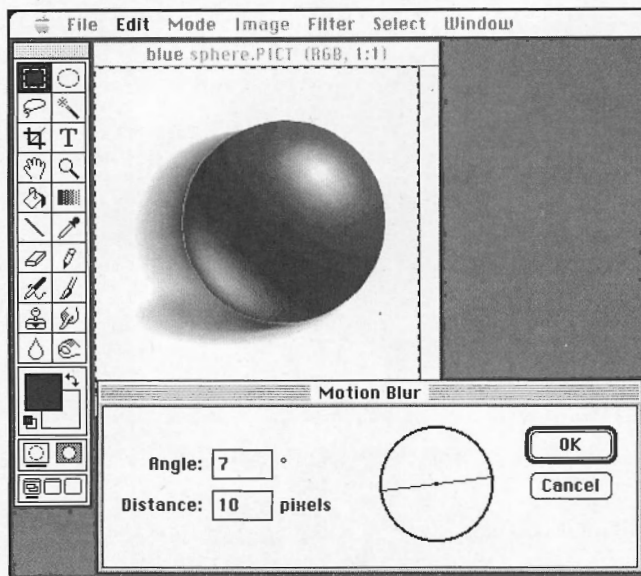 File Edit Mode Image Filter Select Window
blue sphere.PICT (RGB, 1:1)
T
Motion Blur
Angle: 7 °
Distance: 10 pixels
OK
Cancel